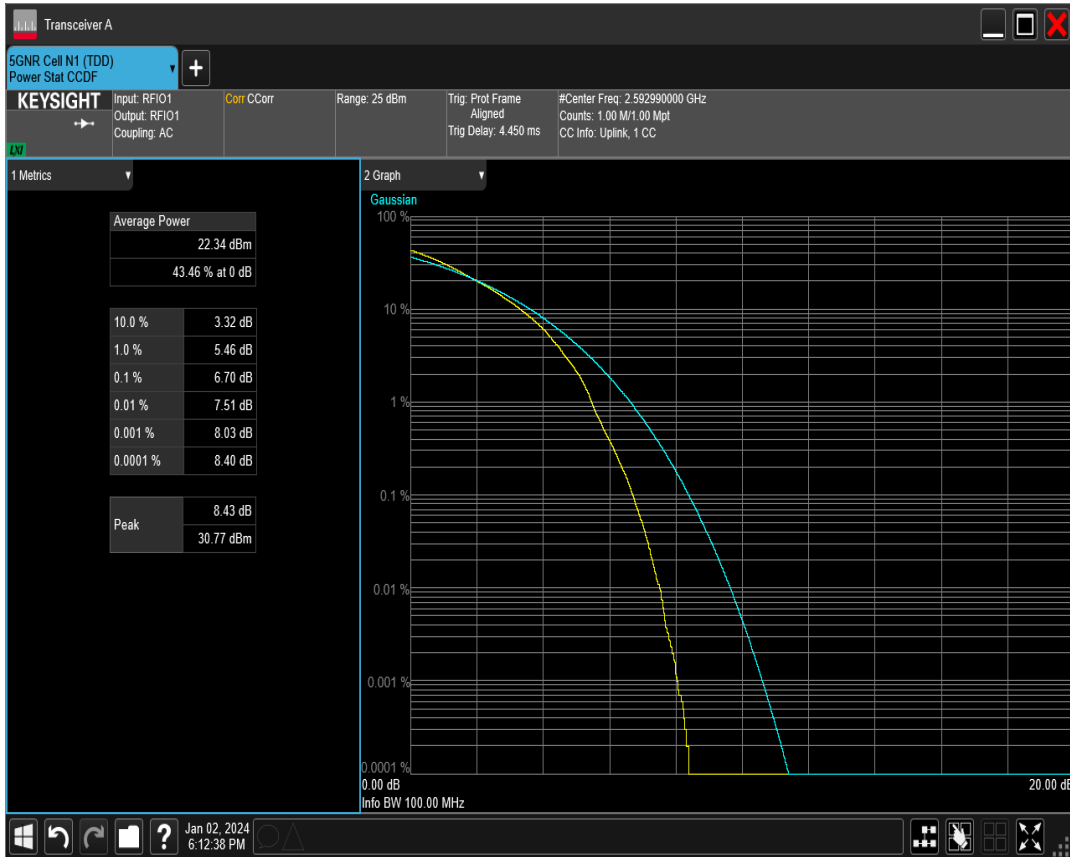 Transceiver A
5GNR Cell N1 (TDD)
Power Stat CCDF
+
KEYSIGHT
LXI
Input: RFIO1
Output: RFIO1
Coupling: AC
Corr CCorr
Range: 25 dBm
Trig: Prot Frame
Aligned
Trig Delay: 4.450 ms
#Center Freq: 2.592990000 GHz
Counts: 1.00 M/1.00 Mpt
CC Info: Uplink, 1 CC
1 Metrics
Average Power
22.34 dBm
43.46 % at 0 dB
10.0 % 3.32 dB
1.0 % 5.46 dB
0.1 % 6.70 dB
0.01 % 7.51 dB
0.001 % 8.03 dB
0.0001 % 8.40 dB
Peak
8.43 dB
30.77 dBm
2 Graph
Gaussian
100 %
10 %
1 %
0.1 %
0.01 %
0.001 %
0.0001 %
0.00 dB 20.00 dB
Info BW 100.00 MHz
?
Jan 02, 2024
6:12:38 PM